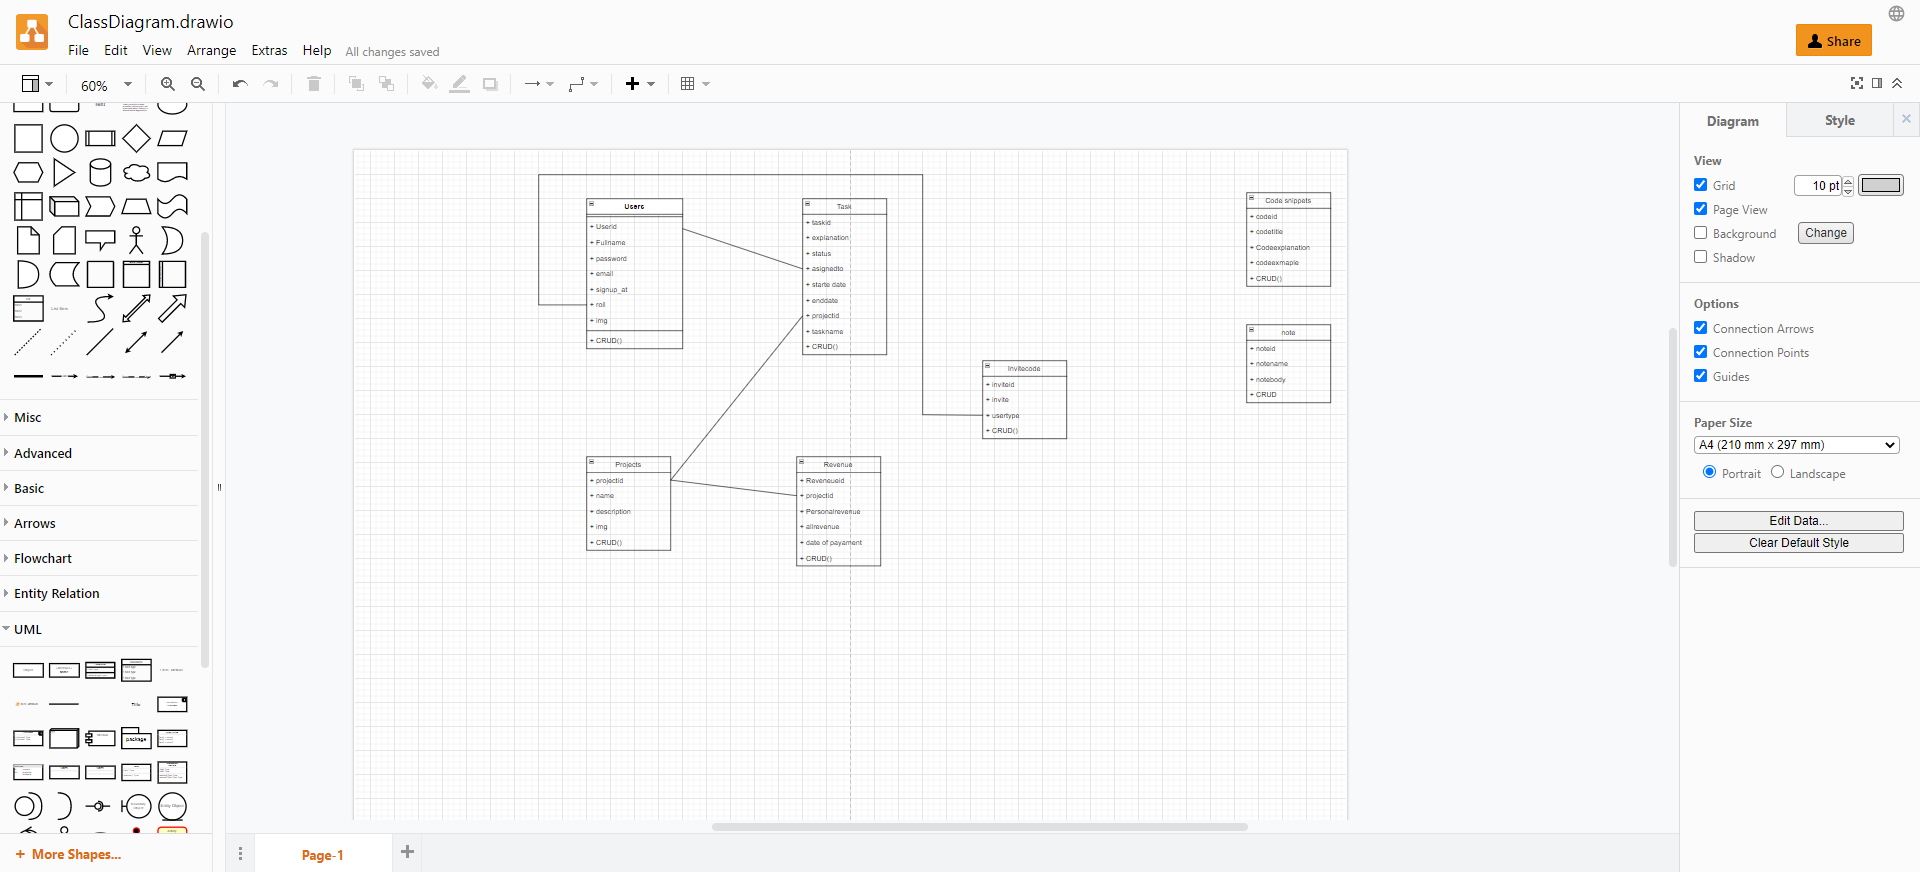 ClassDiagram.drawio
File Edit View Arrange Extras Help All changes saved
Share
60%
Diagram
Style
View
Grid
10 pt
Page View
Background
Change
Shadow
Options
Connection Arrows
Connection Points
Guides
Paper Size
A4 (210 mm x 297 mm)
Portrait
Landscape
Edit Data...
Clear Default Style
Misc
Advanced
Basic
Arrows
Flowchart
Entity Relation
UML
Title
package
+ More Shapes...
Users
+ Userid
+ Fullname
+ password
+ email
+ signup_at
+ roll
+ img
+ CRUD()
Task
+ taskid
+ explanation
+ status
+ asignedto
+ starte date
+ enddate
+ projectid
+ taskname
+ CRUD()
Code snippets
+ codeid
+ codetitle
+ Codeexplanation
+ codeexmaple
+ CRUD()
note
+ noteid
+ notename
+ notebody
+ CRUD
Invitecode
+ inviteid
+ invite
+ usertype
+ CRUD()
Projects
+ projectid
+ name
+ description
+ img
+ CRUD()
Revenue
+ Reveneueid
+ projectid
+ Personalrevenue
+ allrevenue
+ date of payament
+ CRUD()
Page-1